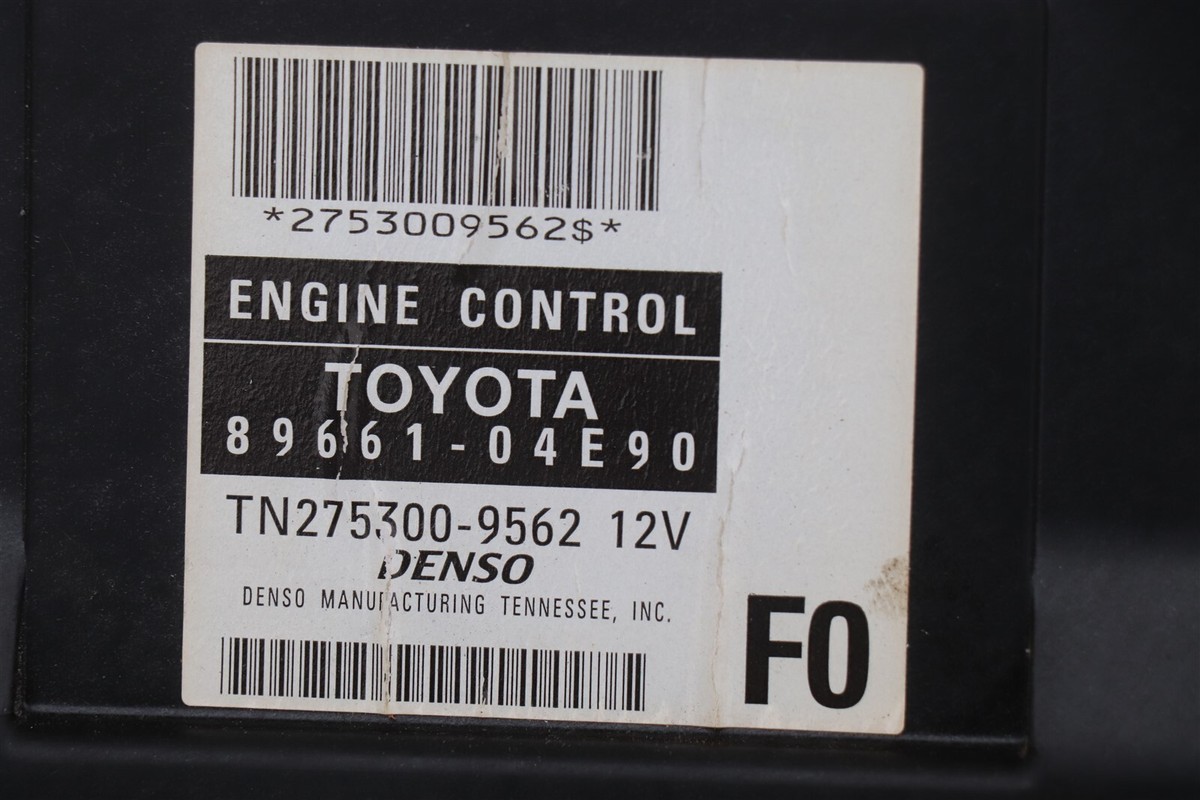 *2753009562$*
ENGINE CONTROL
TOYOTA
89661-04E90
TN275300-9562 12V
DENSO
DENSO MANUFACTURING TENNESSEE, INC.
F0